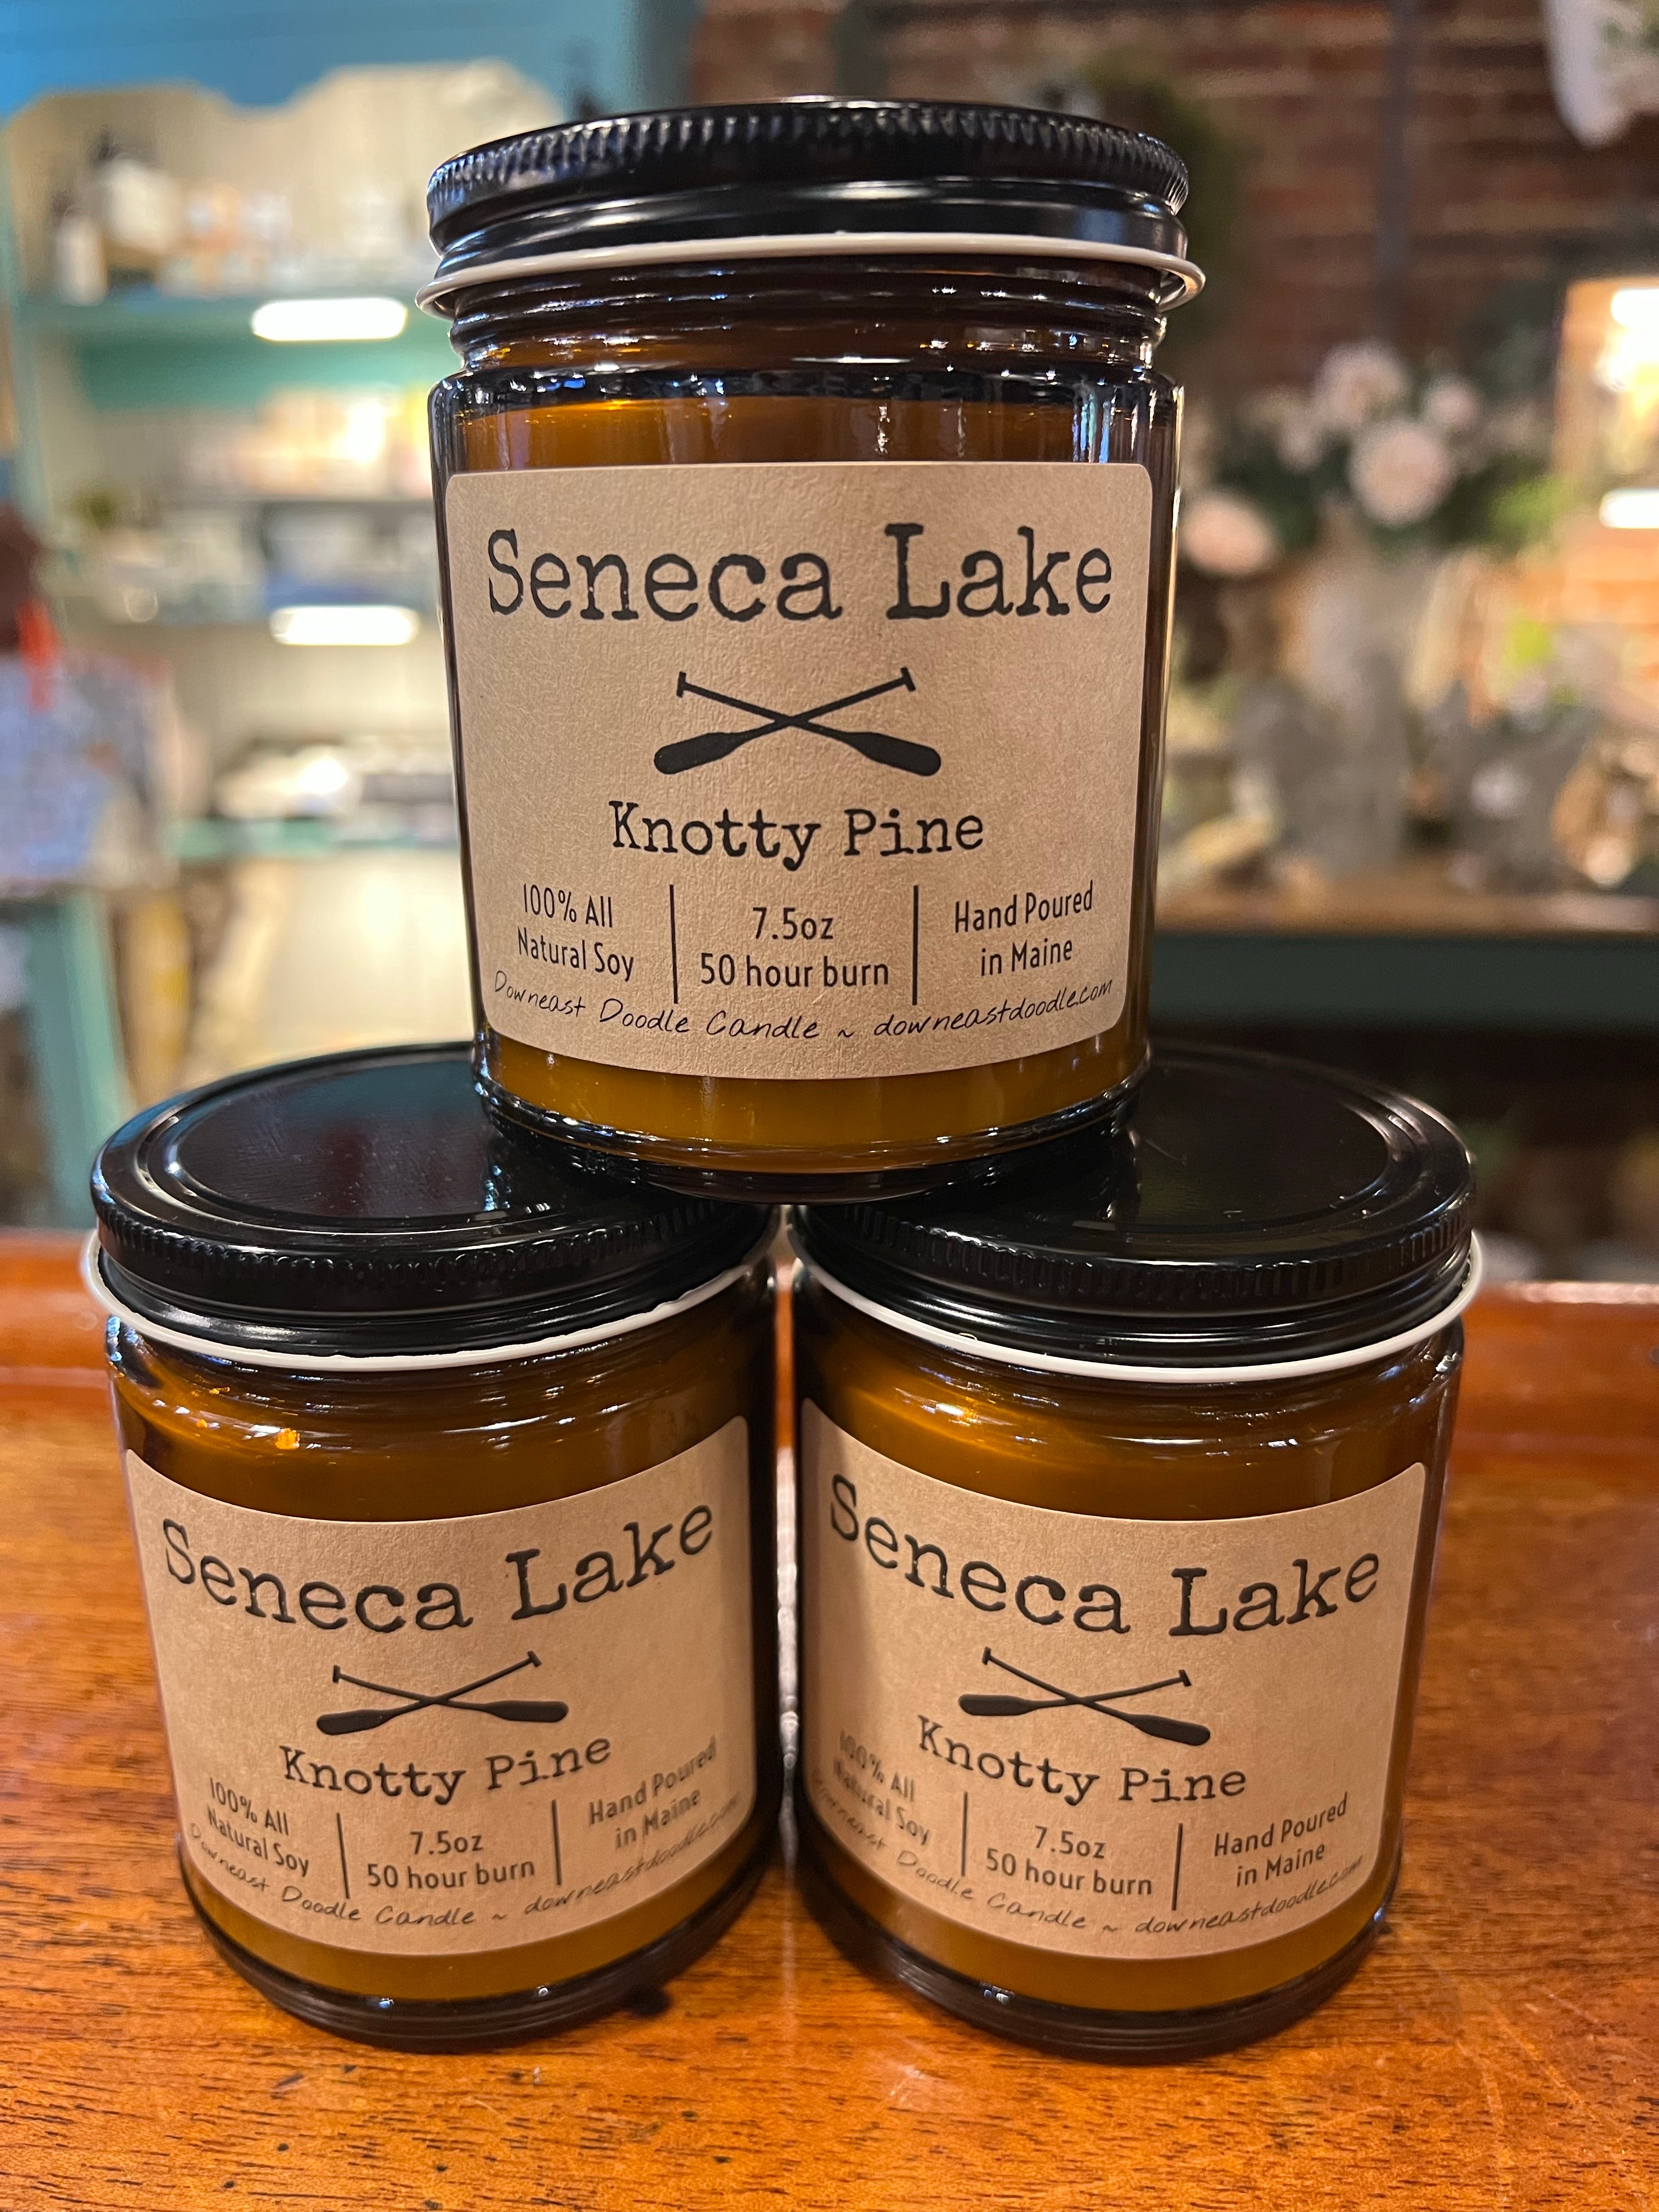 Seneca Lake
Knotty Pine
100% All
Natural Soy
7.5oz
50 hour burn
Hand Poured
in Maine
Downeast Doodle Candle ~ downeastdoodle.com
Seneca Lake
Knotty Pine
100% All
Natural Soy
7.5oz
50 hour burn
Hand Poured
in Maine
Downeast Doodle Candle ~ downeastdoodle.com
Seneca Lake
Knotty Pine
100% All
Natural Soy
7.5oz
50 hour burn
Hand Poured
in Maine
Downeast Doodle Candle ~ downeastdoodle.com